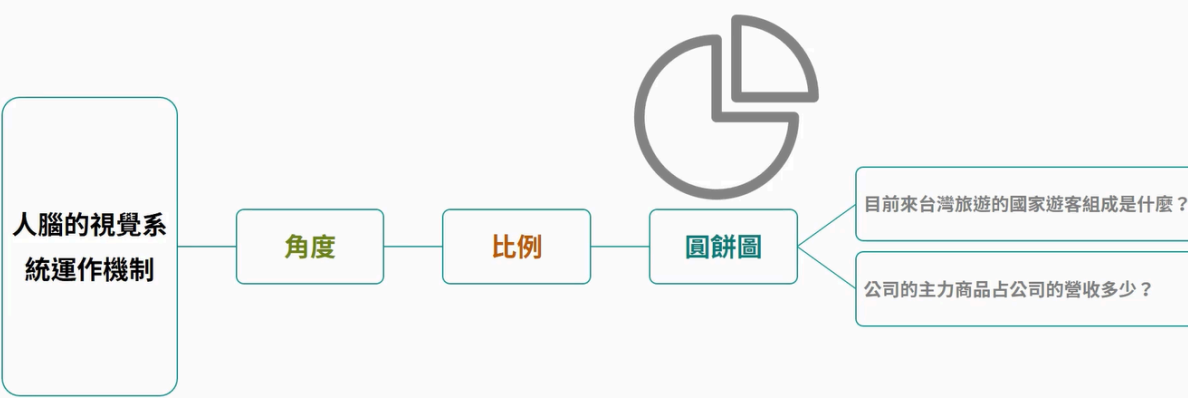 人腦的視覺系
統運作機制
角度
比例
圓餅圖
目前來台灣旅遊的國家遊客組成是什麼？
公司的主力商品占公司的營收多少？